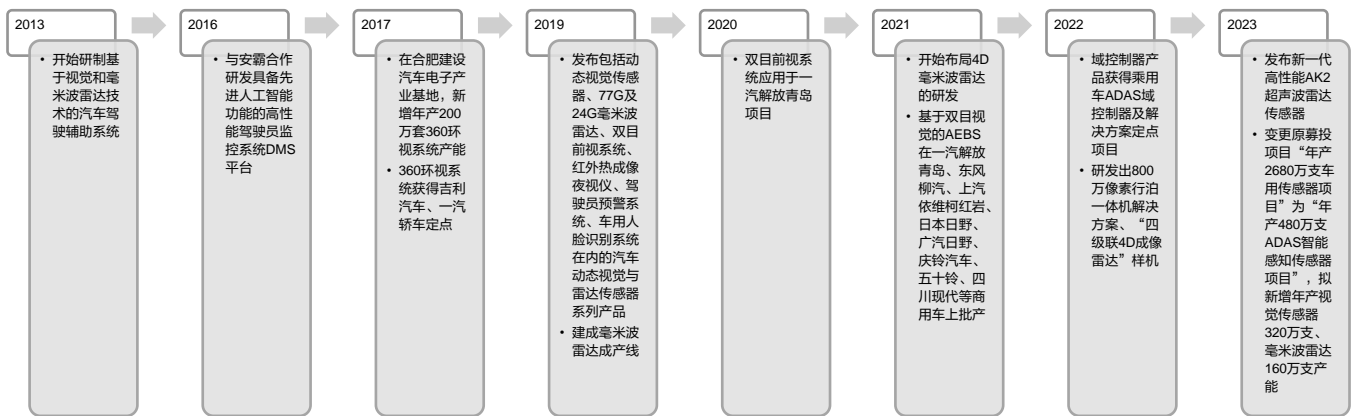 2013
• 开始研制基
于视觉和毫
米波雷达技
术的汽车驾
驶辅助系统
2016
• 与安霸合作
研发具备先
进人工智能
功能的高性
能驾驶员监
控系统DMS
平台
2017
• 在合肥建设
汽车电子产
业基地，新
增年产200
万套360环
视系统产能
• 360环视系
统获得吉利
汽车、一汽
轿车定点
2019
• 发布包括动
态视觉传感
器、77G及
24G毫米波
雷达、双目
前视系统、
红外热成像
夜视仪、驾
驶员预警系
统、车用人
脸识别系统
在内的汽车
动态视觉与
雷达传感器
系列产品
• 建成毫米波
雷达成产线
2020
• 双目前视系
统应用于一
汽解放青岛
项目
2021
• 开始布局4D
毫米波雷达
的研发
• 基于双目视
觉的AEBS
在一汽解放
青岛、东风
柳汽、上汽
依维柯红岩、
日本日野、
广汽日野、
庆铃汽车、
五十铃、四
川现代等商
用车上批产
2022
• 域控制器产
品获得乘用
车ADAS域
控制器及解
决方案定点
项目
• 研发出800
万像素行泊
一体机解决
方案、“四
级联4D成像
雷达”样机
2023
• 发布新一代
高性能AK2
超声波雷达
传感器
• 变更原募投
项目“年产
2680万支车
用传感器项
目”为“年
产480万支
ADAS智能
感知传感器
项目”，拟
新增年产视
觉传感器
320万支、
毫米波雷达
160万支产
能